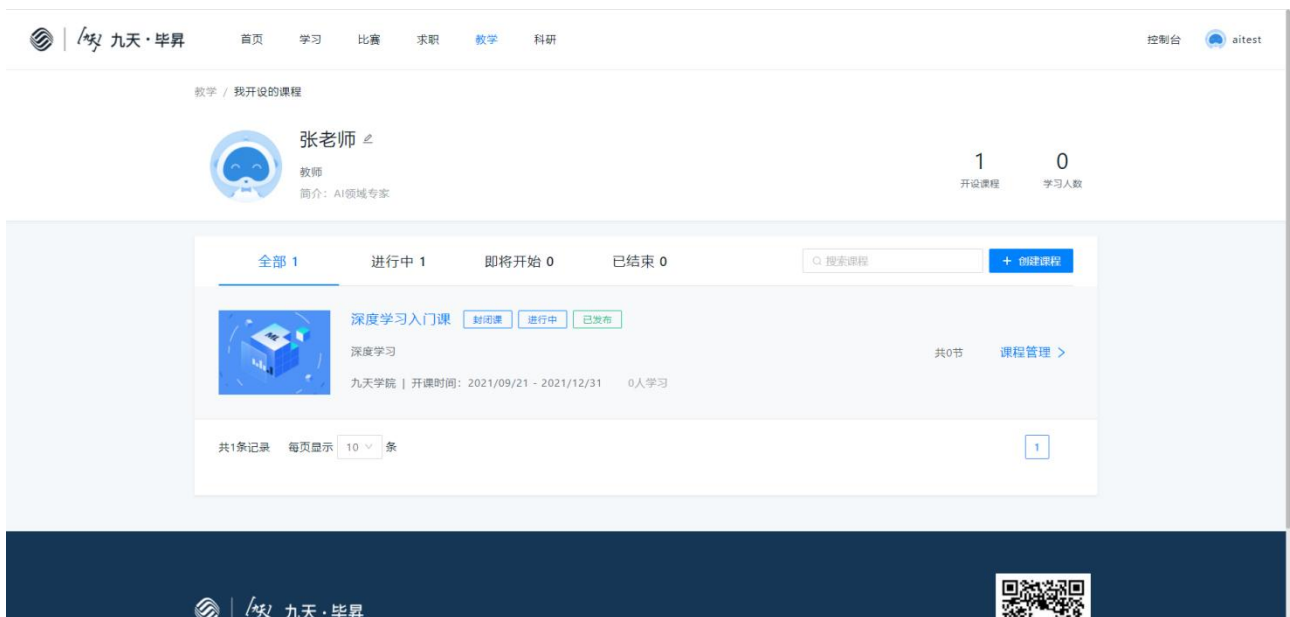 九天·毕昇 首页 学习 比赛 求职 教学 科研 控制台 aitest
教学 / 我开设的课程
张老师
教师
简介：AI领域专家
1 0
开设课程 学习人数
全部 1 进行中 1 即将开始 0 已结束 0 搜索课程 + 创建课程
深度学习入门课 封闭课 进行中 已发布
深度学习
共0节 课程管理 >
九天学院 | 开课时间：2021/09/21 - 2021/12/31 0人学习
共1条记录 每页显示 10 条 1
九天·毕昇